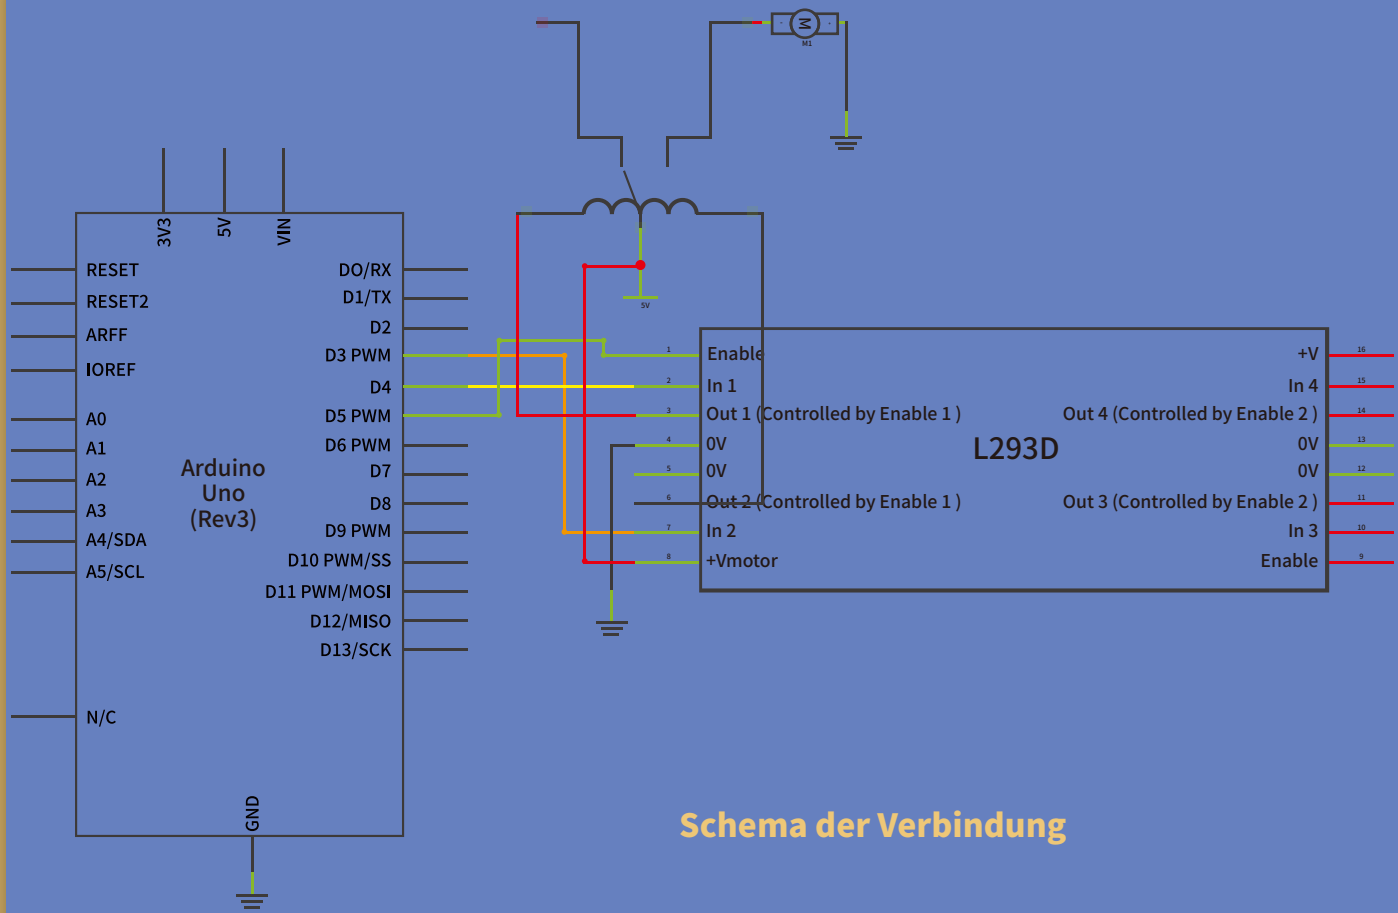 M
M1
3V3
5V
VIN
RESET
RESET2
ARFF
IOREF
A0
A1
A2
A3
A4/SDA
A5/SCL
N/C
Arduino
Uno
(Rev3)
DO/RX
D1/TX
D2
D3 PWM
D4
D5 PWM
D6 PWM
D7
D8
D9 PWM
D10 PWM/SS
D11 PWM/MOSI
D12/MISO
D13/SCK
GND
5V
1 Enable
2 In 1
3 Out 1 (Controlled by Enable 1 )
4 0V
5 0V
6 Out 2 (Controlled by Enable 1 )
7 In 2
8 +Vmotor
L293D
+V 16
In 4 15
Out 4 (Controlled by Enable 2 ) 14
0V 13
0V 12
Out 3 (Controlled by Enable 2 ) 11
In 3 10
Enable 9
Schema der Verbindung